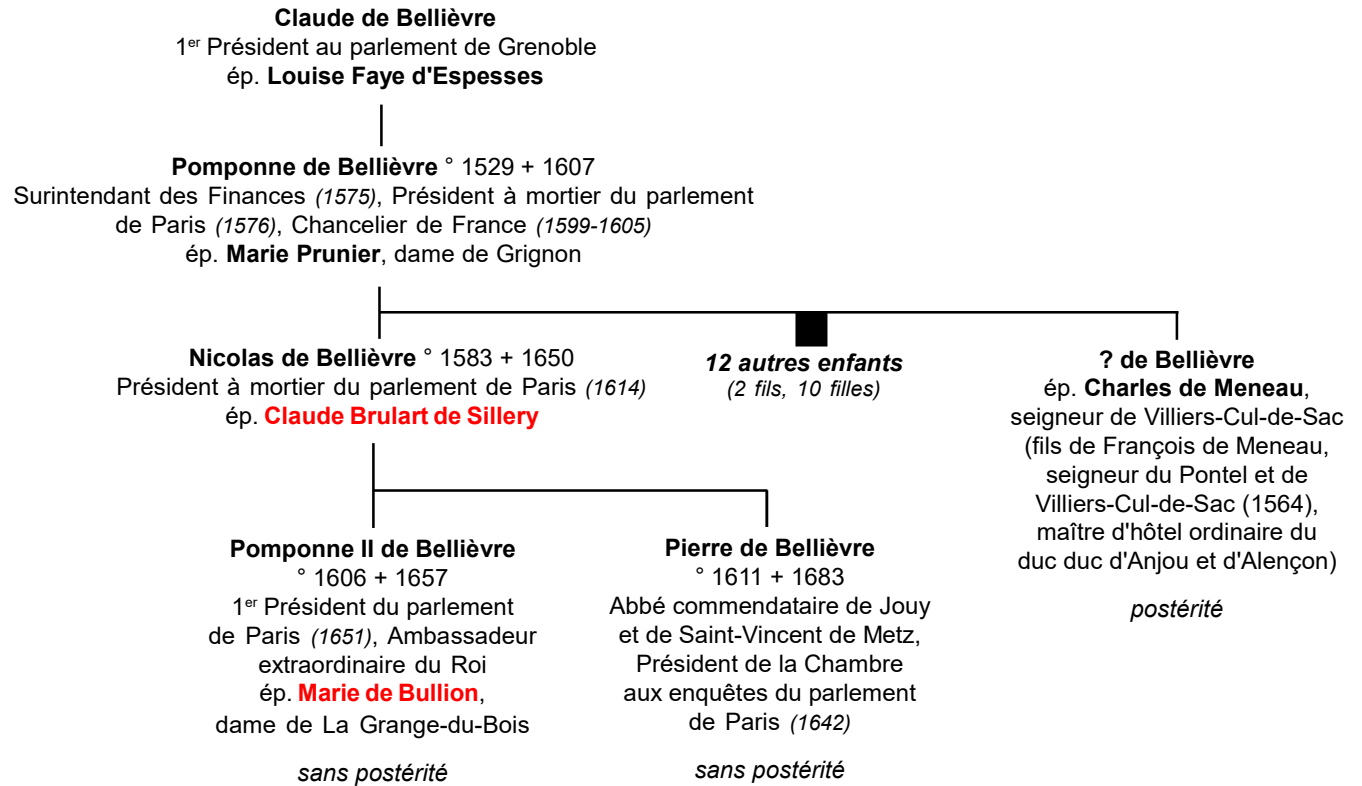 Claude de Bellièvre
1er Président au parlement de Grenoble
ép. Louise Faye d'Espesses
Pomponne de Bellièvre ° 1529 + 1607
Surintendant des Finances (1575), Président à mortier du parlement
de Paris (1576), Chancelier de France (1599-1605)
ép. Marie Prunier, dame de Grignon
Nicolas de Bellièvre ° 1583 + 1650
Président à mortier du parlement de Paris (1614)
ép. Claude Brulart de Sillery
12 autres enfants
(2 fils, 10 filles)
? de Bellièvre
ép. Charles de Meneau,
seigneur de Villiers-Cul-de-Sac
(fils de François de Meneau,
seigneur du Pontel et de
Villiers-Cul-de-Sac (1564),
maître d'hôtel ordinaire du
duc duc d'Anjou et d'Alençon)
postérité
Pomponne II de Bellièvre
° 1606 + 1657
1er Président du parlement
de Paris (1651), Ambassadeur
extraordinaire du Roi
ép. Marie de Bullion,
dame de La Grange-du-Bois
sans postérité
Pierre de Bellièvre
° 1611 + 1683
Abbé commendataire de Jouy
et de Saint-Vincent de Metz,
Président de la Chambre
aux enquêtes du parlement
de Paris (1642)
sans postérité